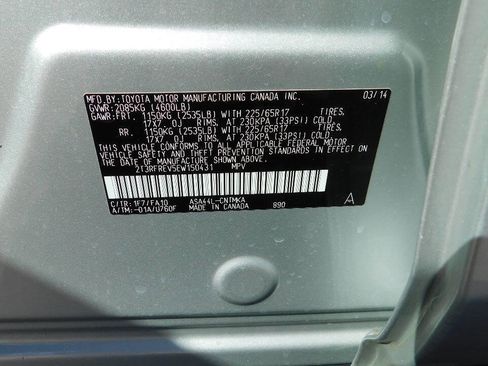 MFD.BY:TOYOTA MOTOR MANUFACTURING CANADA INC. 03/14
GVWR:2085KG (4600LB)
GAWR:FRT. 1150KG (2535LB) WITH 225/65R17 TIRES,
17X7.0J RIMS, AT 230KPA (33PSI) COLD.
RR. 1150KG (2535LB) WITH 225/65R17 TIRES,
17X7.0J RIMS, AT 230KPA (33PSI) COLD.
THIS VEHICLE CONFORMS TO ALL APPLICABLE FEDERAL MOTOR
VEHICLE SAFETY AND THEFT PREVENTION STANDARDS IN EFFECT
ON THE DATE OF MANUFACTURE SHOWN ABOVE.
2T3RFREV5EW150431 MPV
C/TR:1F7/FA10 ASA44L-CNTMKA
A/TM:-01A/U760F MADE IN CANADA 890 A